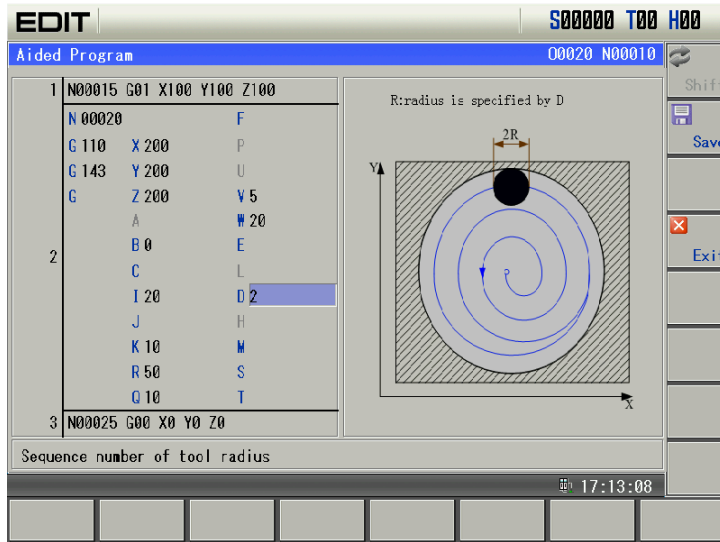 EDIT
S00000 T00 H00
Aided Program
O0020 N00010
1 N00015 G01 X100 Y100 Z100
2
N 00020 F
G 110 X 200 P
G 143 Y 200 U
G Z 200 V 5
A W 20
B 0 E
C L
I 20 D 2
J H
K 10 M
R 50 S
Q 10 T
3 N00025 G00 X0 Y0 Z0
R:radius is specified by D
2R
Y
X
Sequence number of tool radius
17:13:08
Shif
Save
Exi